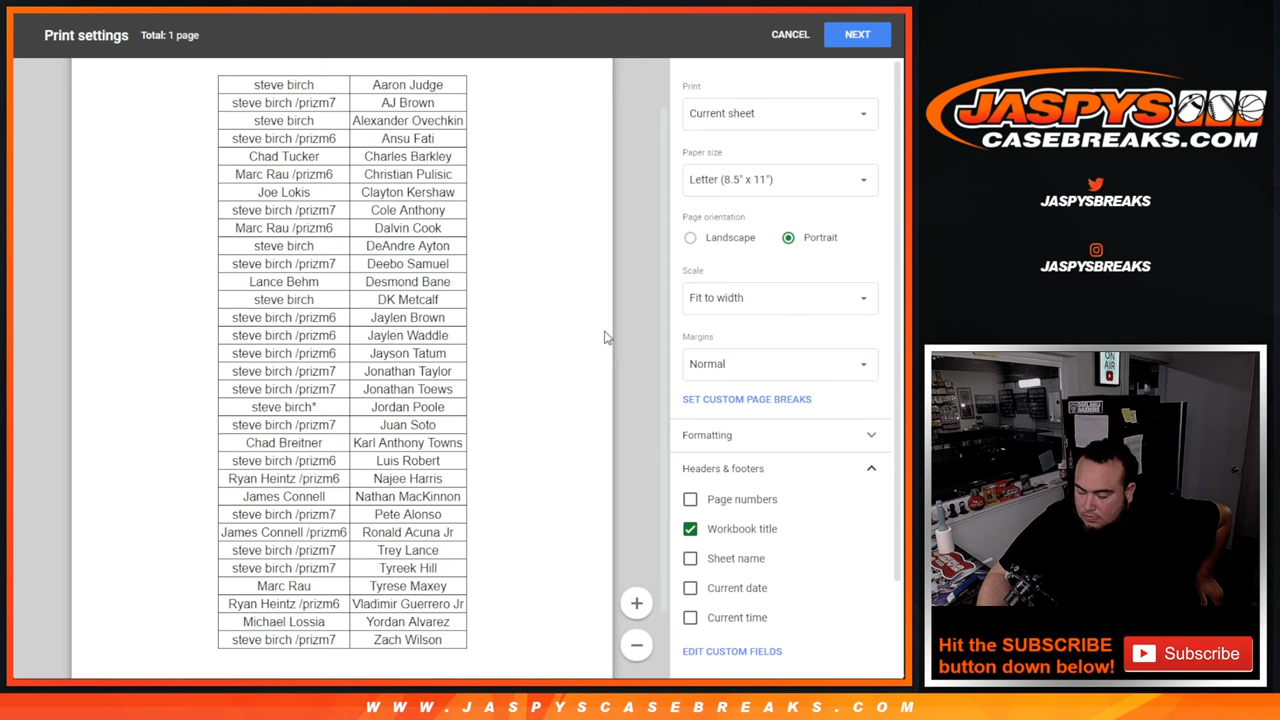 Print settings Total: 1 page CANCEL NEXT
steve birch Aaron Judge
steve birch /prizm7 AJ Brown
steve birch Alexander Ovechkin
steve birch /prizm6 Ansu Fati
Chad Tucker Charles Barkley
Marc Rau /prizm6 Christian Pulisic
Joe Lokis Clayton Kershaw
steve birch /prizm7 Cole Anthony
Marc Rau /prizm6 Dalvin Cook
steve birch DeAndre Ayton
steve birch /prizm7 Deebo Samuel
Lance Behm Desmond Bane
steve birch DK Metcalf
steve birch /prizm6 Jaylen Brown
steve birch /prizm6 Jaylen Waddle
steve birch /prizm6 Jayson Tatum
steve birch /prizm7 Jonathan Taylor
steve birch /prizm7 Jonathan Toews
steve birch* Jordan Poole
steve birch /prizm7 Juan Soto
Chad Breitner Karl Anthony Towns
steve birch /prizm6 Luis Robert
Ryan Heintz /prizm6 Najee Harris
James Connell Nathan MacKinnon
steve birch /prizm7 Pete Alonso
James Connell /prizm6 Ronald Acuna Jr
steve birch /prizm7 Trey Lance
steve birch /prizm7 Tyreek Hill
Marc Rau Tyrese Maxey
Ryan Heintz /prizm6 Vladimir Guerrero Jr
Michael Lossia Yordan Alvarez
steve birch /prizm7 Zach Wilson
Print
Current sheet
Paper size
Letter (8.5" x 11")
Page orientation
Landscape Portrait
Scale
Fit to width
Margins
Normal
SET CUSTOM PAGE BREAKS
Formatting
Headers & footers
Page numbers
Workbook title
Sheet name
Current date
Current time
EDIT CUSTOM FIELDS
JASPYS
CASEBREAKS.COM
JASPYSBREAKS
JASPYSBREAKS
ON
AIR
Hit the SUBSCRIBE
button down below!
Subscribe
WWW.JASPYSCASEBREAKS.COM